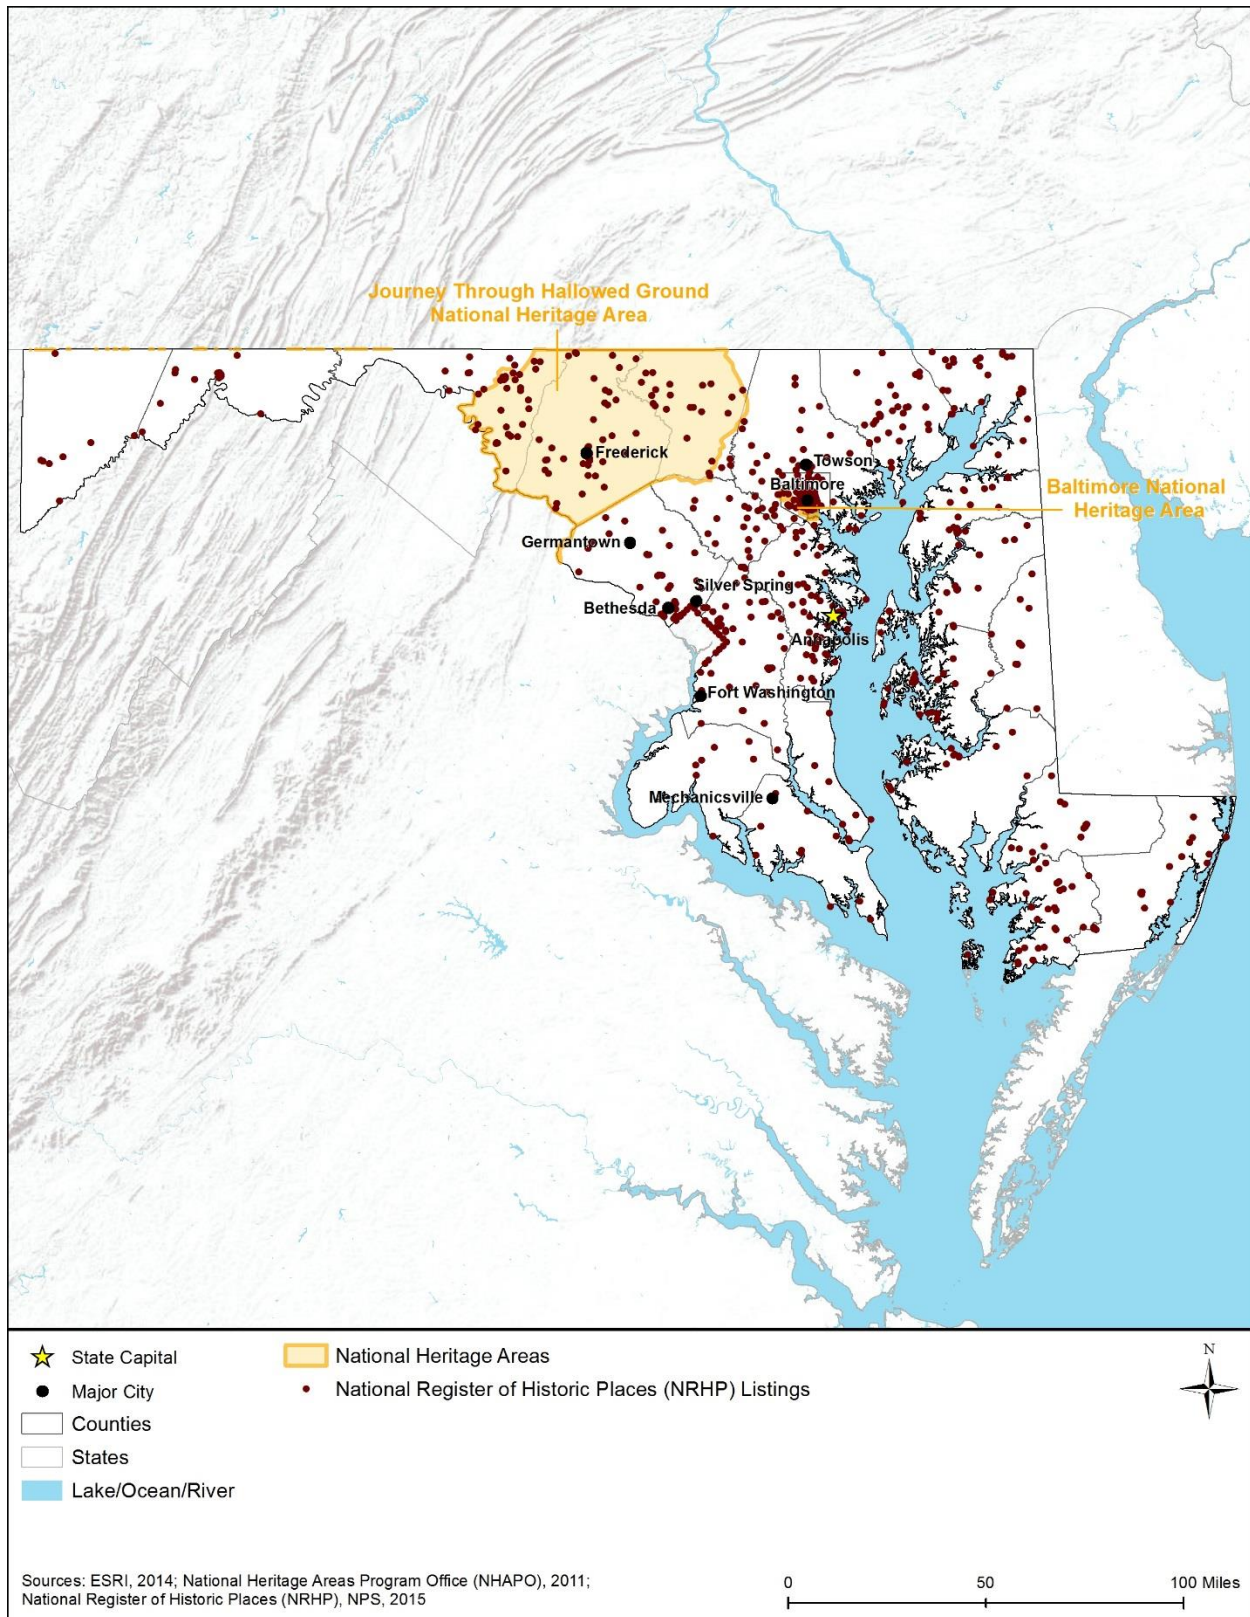 Journey Through Hallowed Ground
National Heritage Area
Frederick
Towson
Baltimore
Baltimore National
Heritage Area
Germantown
Silver Spring
Bethesda
Annapolis
Fort Washington
Mechanicsville
State Capital
National Heritage Areas
N
Major City
National Register of Historic Places (NRHP) Listings
Counties
States
Lake/Ocean/River
Sources: ESRI, 2014; National Heritage Areas Program Office (NHAPO), 2011;
National Register of Historic Places (NRHP), NPS, 2015
0 50 100 Miles